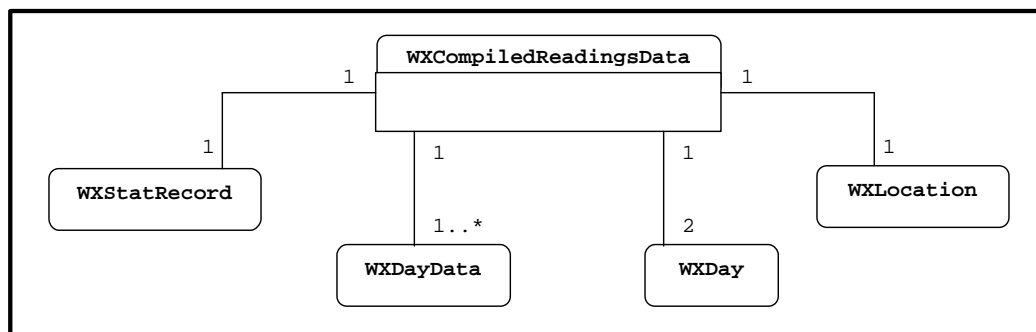 WXCompiledReadingsData
1 1
1 1 1 1
WXStatRecord WXLocation
1..* 2
WXDayData WXDay